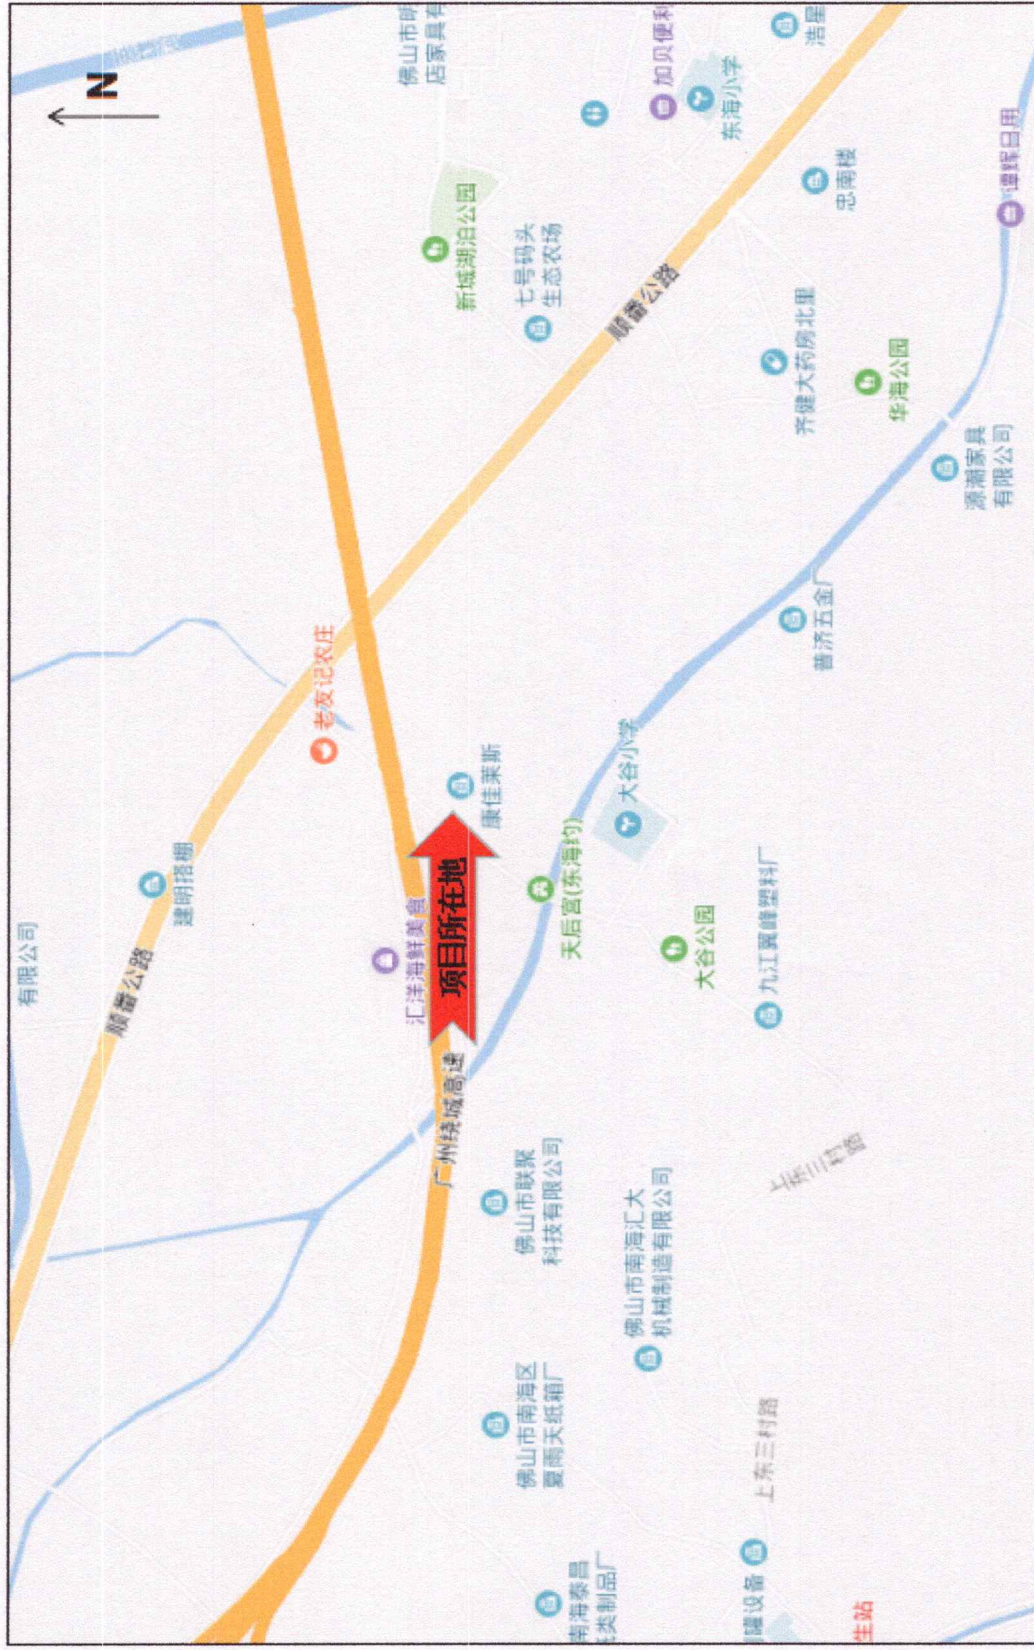 有限公司
N
顺番公路
建明搭棚
老友记农庄
汇洋海鲜美食
佛山市明
店家具有
新城湖泊公园
广州绕城高速
项目所在地
康佳莱斯
七号码头
生态农场
佛山市南海区
夏雨天纸箱厂
佛山市联聚
科技有限公司
天后宫(东海约)
南海泰昌
纸类制品厂
佛山市南海汇大
机械制造有限公司
大谷小学
顺番公路
加贝便利
大谷公园
东海小学
罐设备
上东三村路
九江翼峰塑料厂
上东三村路
普济五金厂
齐健大药房北里
忠南楼
浩星
生站
华海公园
源潮家具
有限公司
谭辉日用